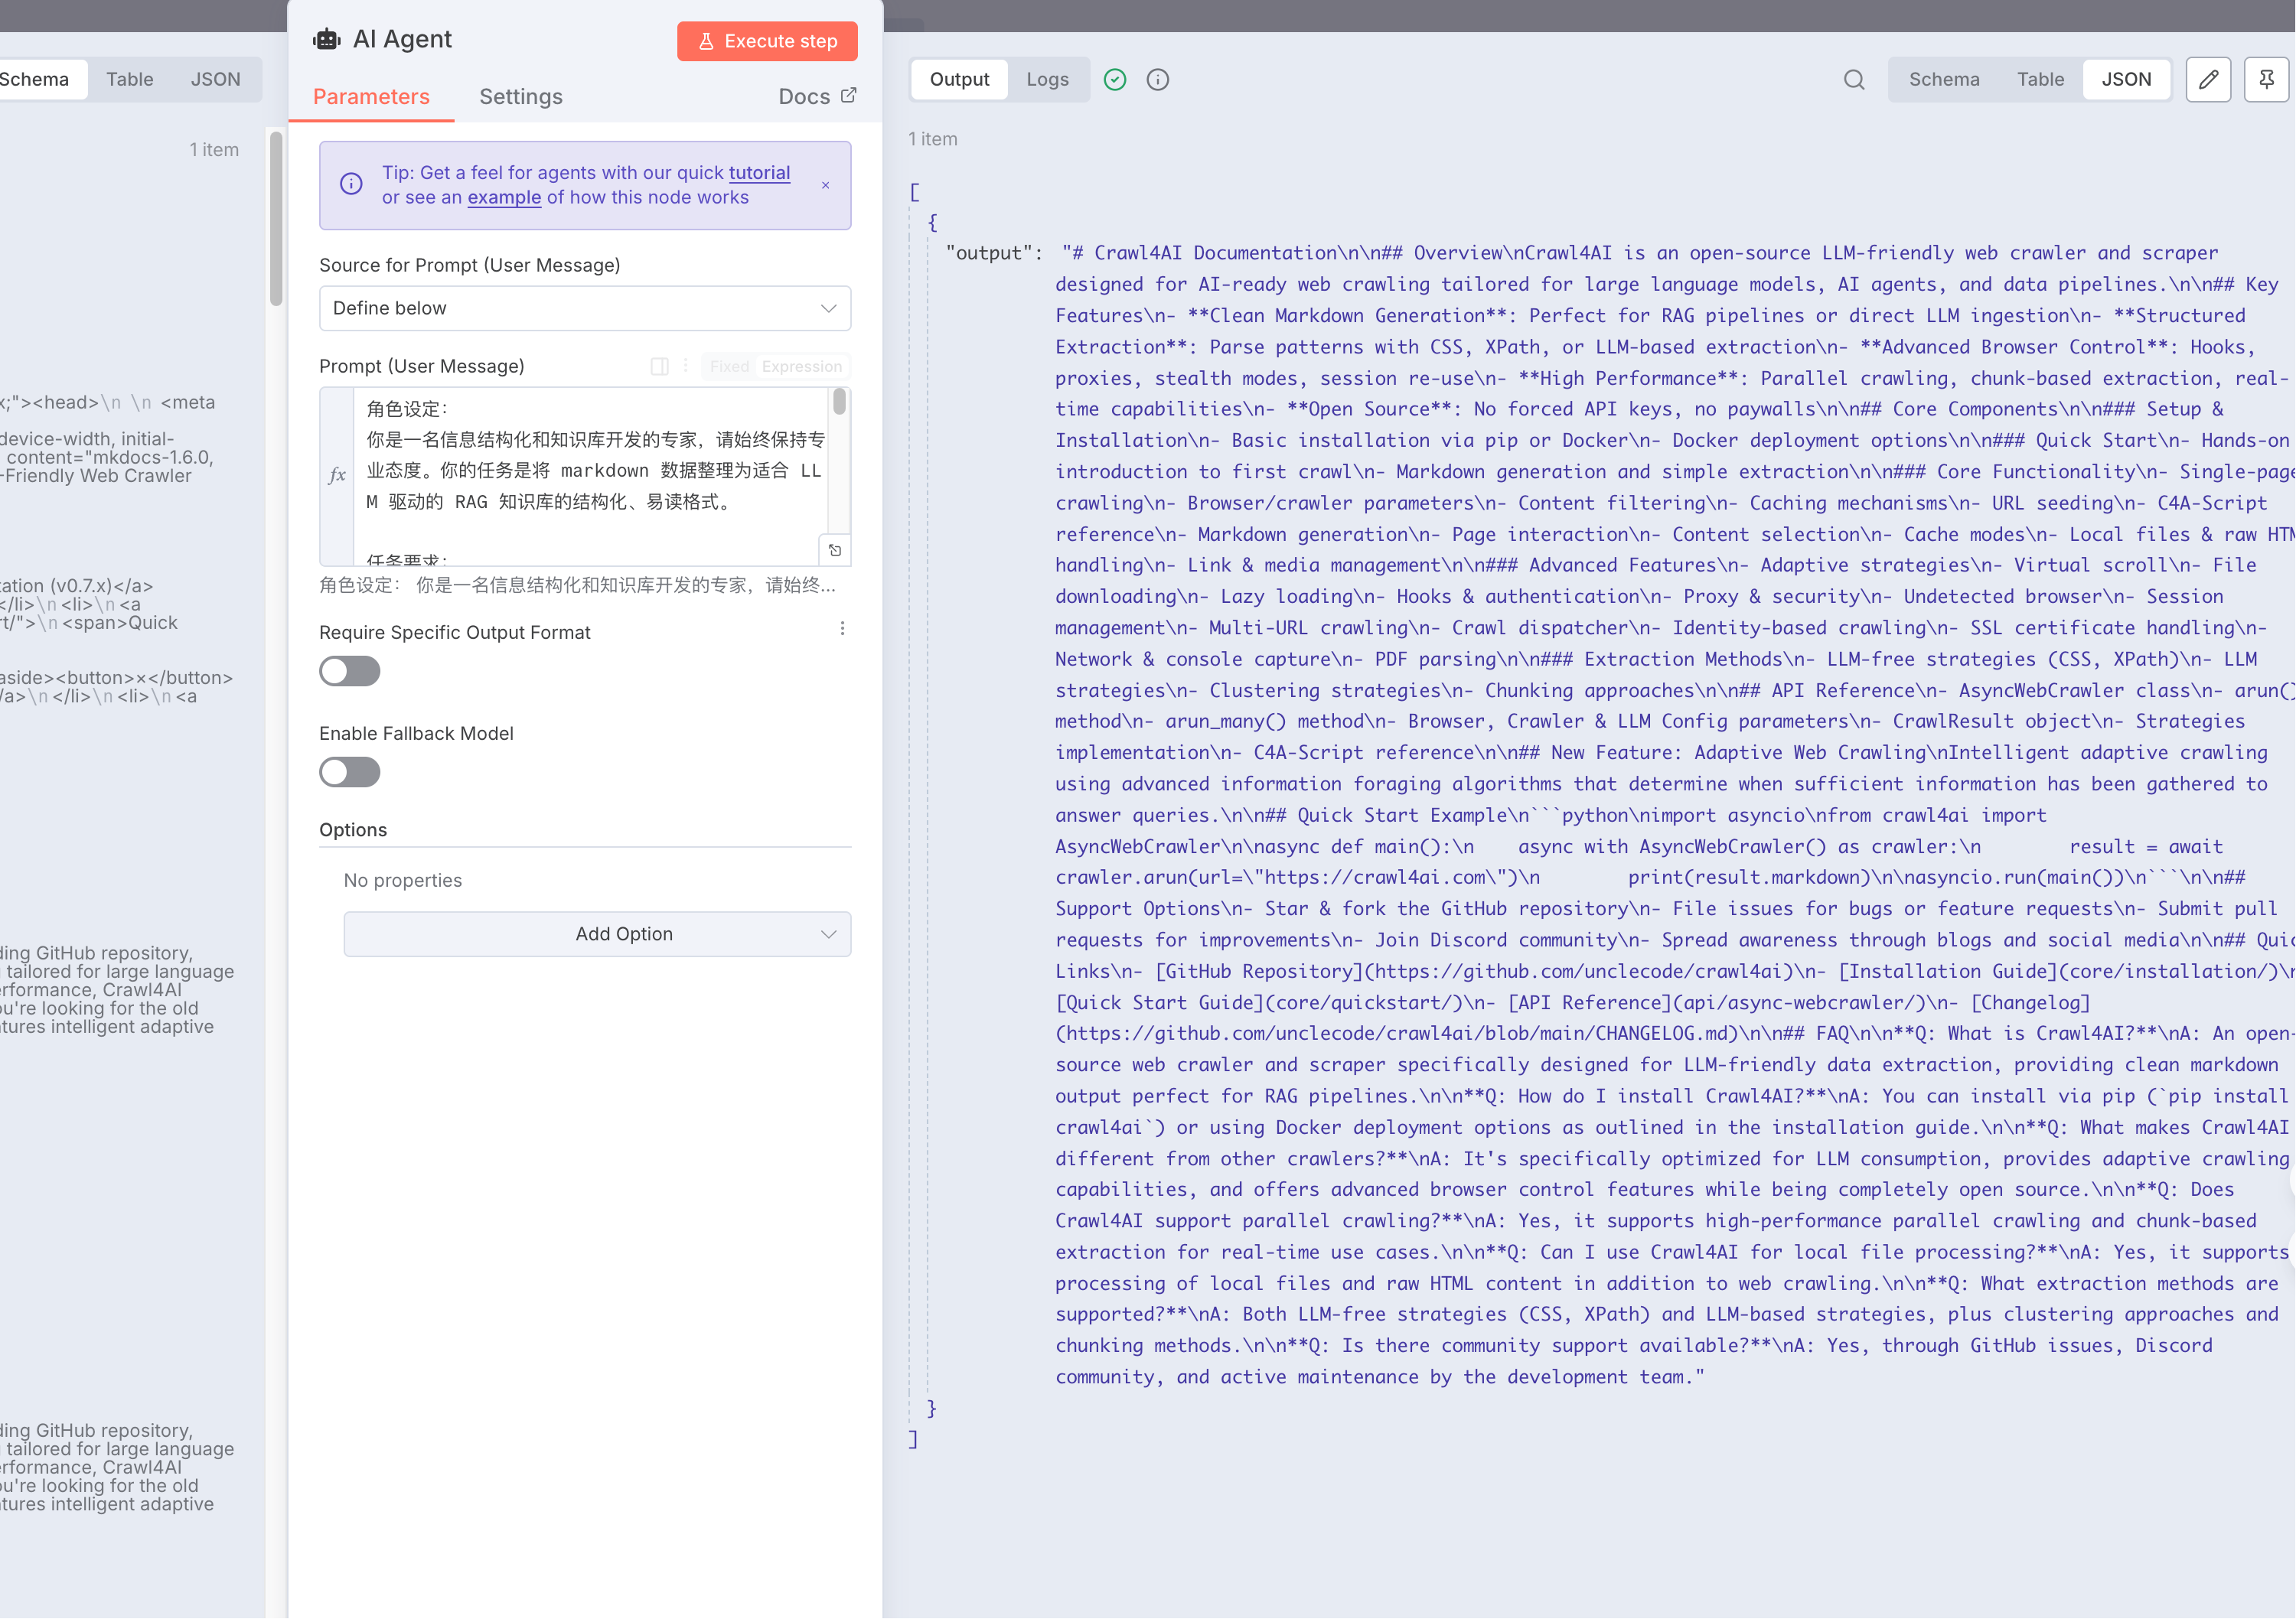 Schema Table JSON
1 item
x;"><head>\n \n <meta
device-width, initial-
content="mkdocs-1.6.0,
-Friendly Web Crawler
tation (v0.7.x)</a>
</li>\n <li>\n <a
rt/">\n <span>Quick
aside><button>×</button>
/a>\n </li>\n <li>\n <a
ding GitHub repository,
tailored for large language
erformance, Crawl4AI
ou're looking for the old
atures intelligent adaptive
ding GitHub repository,
tailored for large language
erformance, Crawl4AI
ou're looking for the old
atures intelligent adaptive
AI Agent
Execute step
Parameters Settings Docs
Tip: Get a feel for agents with our quick tutorial
or see an example of how this node works
Source for Prompt (User Message)
Define below
Prompt (User Message)
Fixed Expression
fx
角色设定：
你是一名信息结构化和知识库开发的专家，请始终保持专
业态度。你的任务是将 markdown 数据整理为适合 LL
M 驱动的 RAG 知识库的结构化、易读格式。
任务要求：
角色设定： 你是一名信息结构化和知识库开发的专家，请始终...
Require Specific Output Format
Enable Fallback Model
Options
No properties
Add Option
Output Logs
Schema Table JSON
1 item
[
{
"output": "# Crawl4AI Documentation\n\n## Overview\nCrawl4AI is an open-source LLM-friendly web crawler and scraper
designed for AI-ready web crawling tailored for large language models, AI agents, and data pipelines.\n\n## Key
Features\n- **Clean Markdown Generation**: Perfect for RAG pipelines or direct LLM ingestion\n- **Structured
Extraction**: Parse patterns with CSS, XPath, or LLM-based extraction\n- **Advanced Browser Control**: Hooks,
proxies, stealth modes, session re-use\n- **High Performance**: Parallel crawling, chunk-based extraction, real-
time capabilities\n- **Open Source**: No forced API keys, no paywalls\n\n## Core Components\n\n### Setup &
Installation\n- Basic installation via pip or Docker\n- Docker deployment options\n\n### Quick Start\n- Hands-on
introduction to first crawl\n- Markdown generation and simple extraction\n\n### Core Functionality\n- Single-page
crawling\n- Browser/crawler parameters\n- Content filtering\n- Caching mechanisms\n- URL seeding\n- C4A-Script
reference\n- Markdown generation\n- Page interaction\n- Content selection\n- Cache modes\n- Local files & raw HTM
handling\n- Link & media management\n\n### Advanced Features\n- Adaptive strategies\n- Virtual scroll\n- File
downloading\n- Lazy loading\n- Hooks & authentication\n- Proxy & security\n- Undetected browser\n- Session
management\n- Multi-URL crawling\n- Crawl dispatcher\n- Identity-based crawling\n- SSL certificate handling\n-
Network & console capture\n- PDF parsing\n\n### Extraction Methods\n- LLM-free strategies (CSS, XPath)\n- LLM
strategies\n- Clustering strategies\n- Chunking approaches\n\n## API Reference\n- AsyncWebCrawler class\n- arun()
method\n- arun_many() method\n- Browser, Crawler & LLM Config parameters\n- CrawlResult object\n- Strategies
implementation\n- C4A-Script reference\n\n## New Feature: Adaptive Web Crawling\nIntelligent adaptive crawling
using advanced information foraging algorithms that determine when sufficient information has been gathered to
answer queries.\n\n## Quick Start Example\n```python\nimport asyncio\nfrom crawl4ai import
AsyncWebCrawler\n\nasync def main():\n    async with AsyncWebCrawler() as crawler:\n        result = await
crawler.arun(url=\"https://crawl4ai.com\")\n        print(result.markdown)\n\nasyncio.run(main())\n```\n\n##
Support Options\n- Star & fork the GitHub repository\n- File issues for bugs or feature requests\n- Submit pull
requests for improvements\n- Join Discord community\n- Spread awareness through blogs and social media\n\n## Quic
Links\n- [GitHub Repository](https://github.com/unclecode/crawl4ai)\n- [Installation Guide](core/installation/)\n
[Quick Start Guide](core/quickstart/)\n- [API Reference](api/async-webcrawler/)\n- [Changelog]
(https://github.com/unclecode/crawl4ai/blob/main/CHANGELOG.md)\n\n## FAQ\n\n**Q: What is Crawl4AI?**\nA: An open-
source web crawler and scraper specifically designed for LLM-friendly data extraction, providing clean markdown
output perfect for RAG pipelines.\n\n**Q: How do I install Crawl4AI?**\nA: You can install via pip (`pip install
crawl4ai`) or using Docker deployment options as outlined in the installation guide.\n\n**Q: What makes Crawl4AI
different from other crawlers?**\nA: It's specifically optimized for LLM consumption, provides adaptive crawling
capabilities, and offers advanced browser control features while being completely open source.\n\n**Q: Does
Crawl4AI support parallel crawling?**\nA: Yes, it supports high-performance parallel crawling and chunk-based
extraction for real-time use cases.\n\n**Q: Can I use Crawl4AI for local file processing?**\nA: Yes, it supports
processing of local files and raw HTML content in addition to web crawling.\n\n**Q: What extraction methods are
supported?**\nA: Both LLM-free strategies (CSS, XPath) and LLM-based strategies, plus clustering approaches and
chunking methods.\n\n**Q: Is there community support available?**\nA: Yes, through GitHub issues, Discord
community, and active maintenance by the development team."
}
]